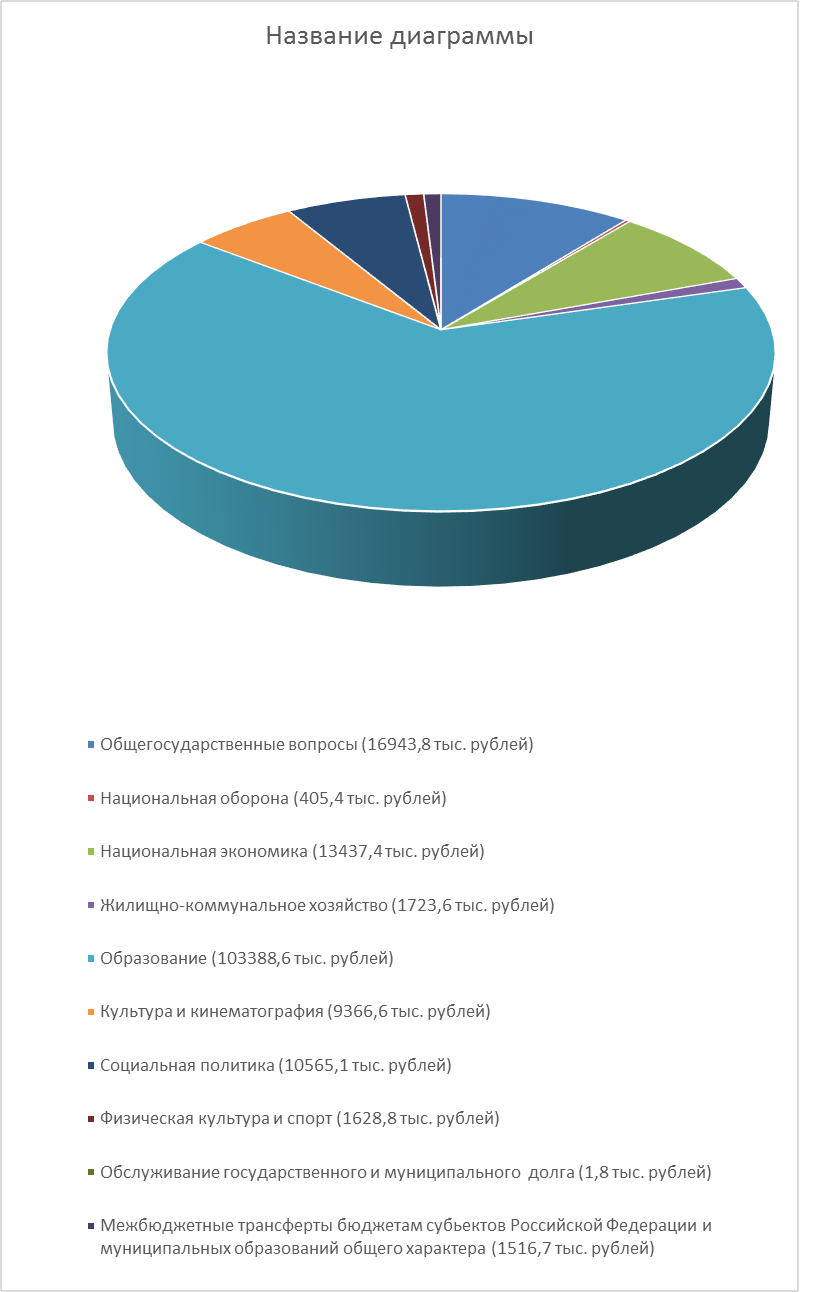 Название диаграммы
Общегосударственные вопросы (16943,8 тыс. рублей)
Национальная оборона (405,4 тыс. рублей)
Национальная экономика (13437,4 тыс. рублей)
Жилищно-коммунальное хозяйство (1723,6 тыс. рублей)
Образование (103388,6 тыс. рублей)
Культура и кинематография (9366,6 тыс. рублей)
Социальная политика (10565,1 тыс. рублей)
Физическая культура и спорт (1628,8 тыс. рублей)
Обслуживание государственного и муниципального долга (1,8 тыс. рублей)
Межбюджетные трансферты бюджетам субьектов Российской Федерации и
муниципальных образований общего характера (1516,7 тыс. рублей)